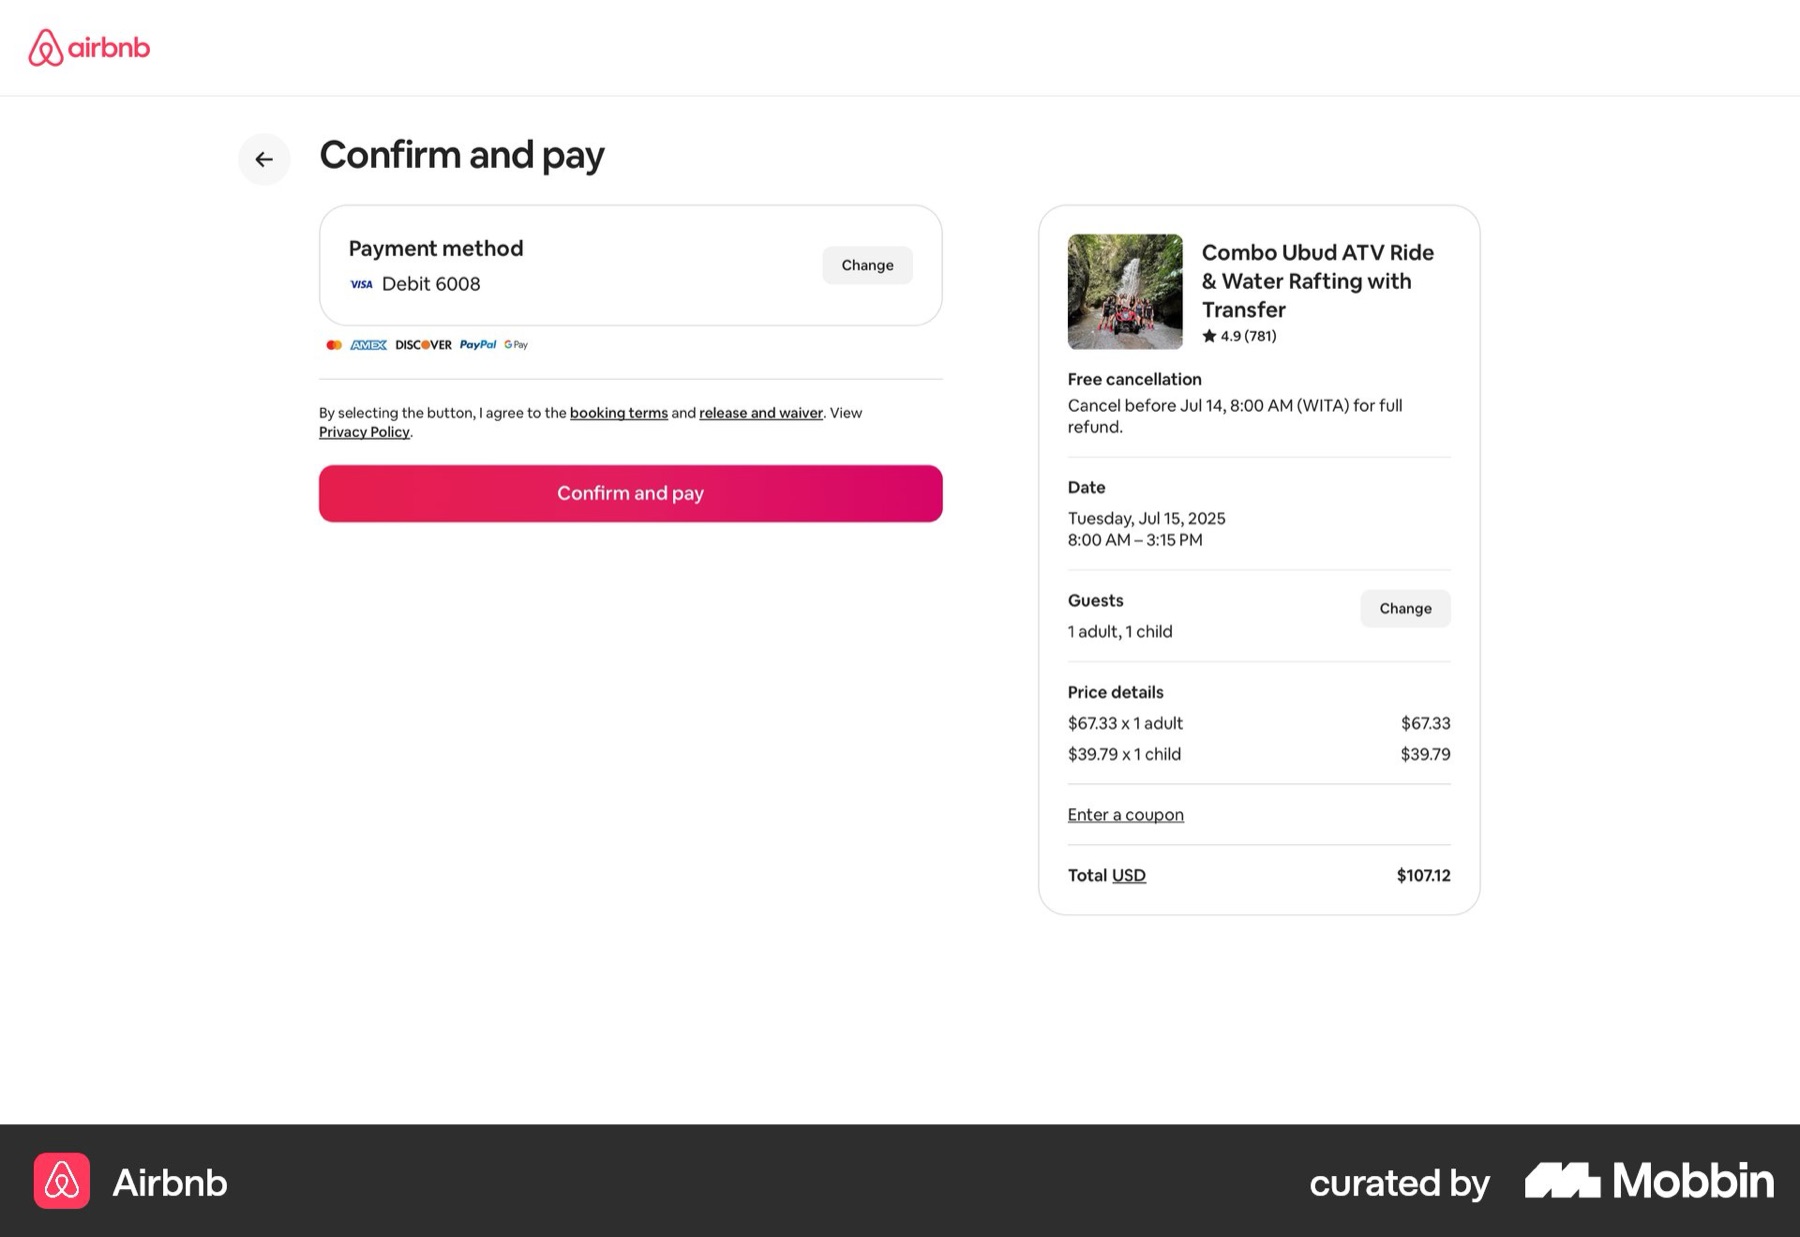 airbnb
Confirm and pay
Payment method
VISA Debit 6008
Change
AMEX DISCOVER PayPal G Pay
By selecting the button, I agree to the booking terms and release and waiver. View
Privacy Policy.
Confirm and pay
Combo Ubud ATV Ride
& Water Rafting with
Transfer
★ 4.9 (781)
Free cancellation
Cancel before Jul 14, 8:00 AM (WITA) for full
refund.
Date
Tuesday, Jul 15, 2025
8:00 AM – 3:15 PM
Guests
1 adult, 1 child
Change
Price details
$67.33 x 1 adult $67.33
$39.79 x 1 child $39.79
Enter a coupon
Total USD $107.12
Airbnb
curated by Mobbin